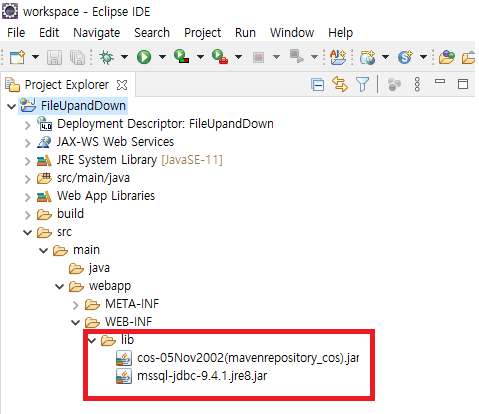 workspace - Eclipse IDE
File Edit Navigate Search Project Run Window Help
Project Explorer
FileUpandDown
Deployment Descriptor: FileUpandDown
JAX-WS Web Services
JRE System Library [JavaSE-11]
src/main/java
Web App Libraries
build
src
main
java
webapp
META-INF
WEB-INF
lib
cos-05Nov2002(mavenrepository_cos).jar
mssql-jdbc-9.4.1.jre8.jar